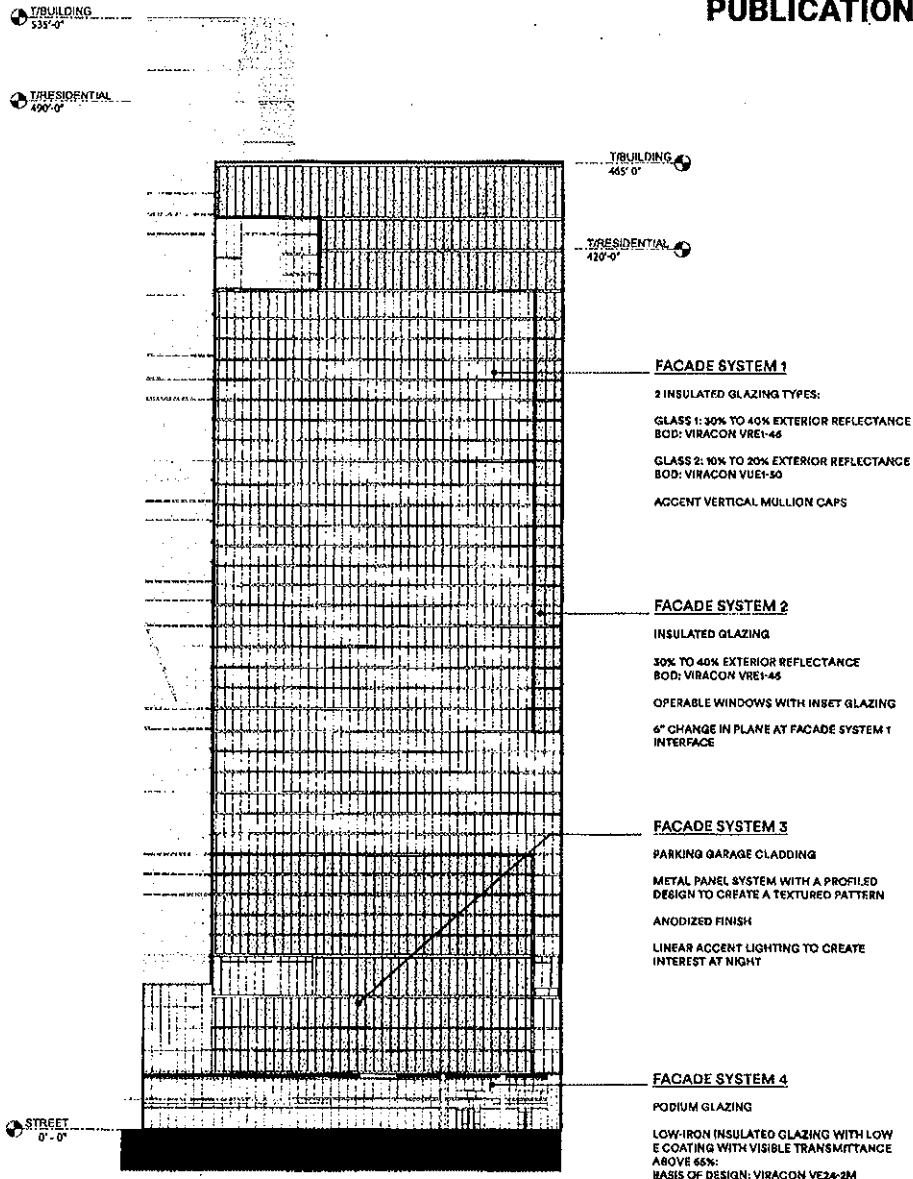 PUBLICATION
T/BUILDING
535'-0"
T/RESIDENTIAL
490'-0"
T/BUILDING
465' 0"
T/RESIDENTIAL
420'-0"
FACADE SYSTEM 1
2 INSULATED GLAZING TYPES:
GLASS 1: 30% TO 40% EXTERIOR REFLECTANCE
BOD: VIRACON VRE1-46
GLASS 2: 10% TO 20% EXTERIOR REFLECTANCE
BOD: VIRACON VUE1-50
ACCENT VERTICAL MULLION CAPS
FACADE SYSTEM 2
INSULATED GLAZING
30% TO 40% EXTERIOR REFLECTANCE
BOD: VIRACON VRE1-46
OPERABLE WINDOWS WITH INSET GLAZING
6" CHANGE IN PLANE AT FACADE SYSTEM 1
INTERFACE
FACADE SYSTEM 3
PARKING GARAGE CLADDING
METAL PANEL SYSTEM WITH A PROFILED
DESIGN TO CREATE A TEXTURED PATTERN
ANODIZED FINISH
LINEAR ACCENT LIGHTING TO CREATE
INTEREST AT NIGHT
FACADE SYSTEM 4
PODIUM GLAZING
LOW-IRON INSULATED GLAZING WITH LOW
E COATING WITH VISIBLE TRANSMITTANCE
ABOVE 65%:
BASIS OF DESIGN: VIRACON VE24-2M
STREET
0'-0"